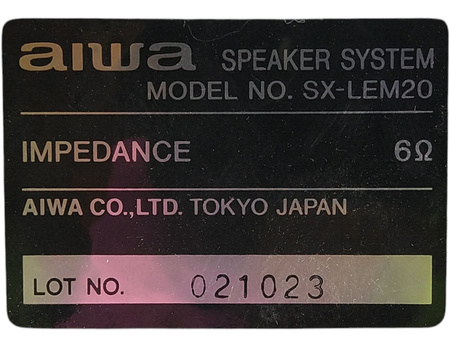 aiwa SPEAKER SYSTEM
MODEL NO. SX-LEM20
IMPEDANCE 6Ω
AIWA CO.,LTD. TOKYO JAPAN
LOT NO. 021023